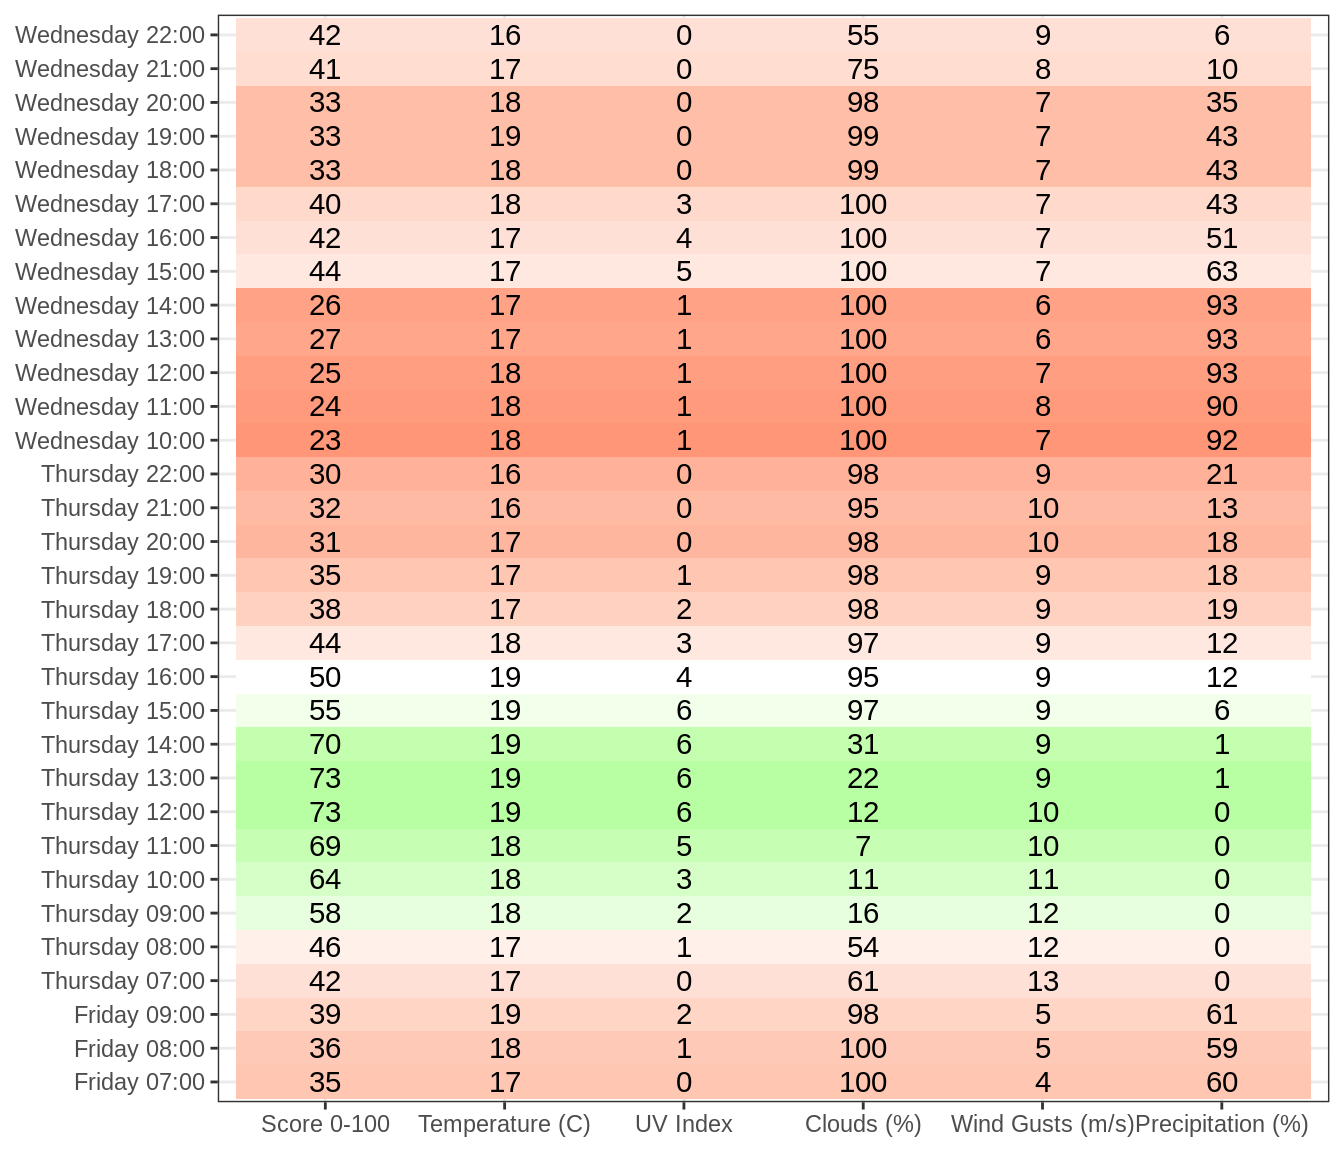 Wednesday 22:00 42 16 0 55 9 6
Wednesday 21:00 41 17 0 75 8 10
Wednesday 20:00 33 18 0 98 7 35
Wednesday 19:00 33 19 0 99 7 43
Wednesday 18:00 33 18 0 99 7 43
Wednesday 17:00 40 18 3 100 7 43
Wednesday 16:00 42 17 4 100 7 51
Wednesday 15:00 44 17 5 100 7 63
Wednesday 14:00 26 17 1 100 6 93
Wednesday 13:00 27 17 1 100 6 93
Wednesday 12:00 25 18 1 100 7 93
Wednesday 11:00 24 18 1 100 8 90
Wednesday 10:00 23 18 1 100 7 92
Thursday 22:00 30 16 0 98 9 21
Thursday 21:00 32 16 0 95 10 13
Thursday 20:00 31 17 0 98 10 18
Thursday 19:00 35 17 1 98 9 18
Thursday 18:00 38 17 2 98 9 19
Thursday 17:00 44 18 3 97 9 12
Thursday 16:00 50 19 4 95 9 12
Thursday 15:00 55 19 6 97 9 6
Thursday 14:00 70 19 6 31 9 1
Thursday 13:00 73 19 6 22 9 1
Thursday 12:00 73 19 6 12 10 0
Thursday 11:00 69 18 5 7 10 0
Thursday 10:00 64 18 3 11 11 0
Thursday 09:00 58 18 2 16 12 0
Thursday 08:00 46 17 1 54 12 0
Thursday 07:00 42 17 0 61 13 0
Friday 09:00 39 19 2 98 5 61
Friday 08:00 36 18 1 100 5 59
Friday 07:00 35 17 0 100 4 60
Score 0-100 Temperature (C) UV Index Clouds (%) Wind Gusts (m/s) Precipitation (%)